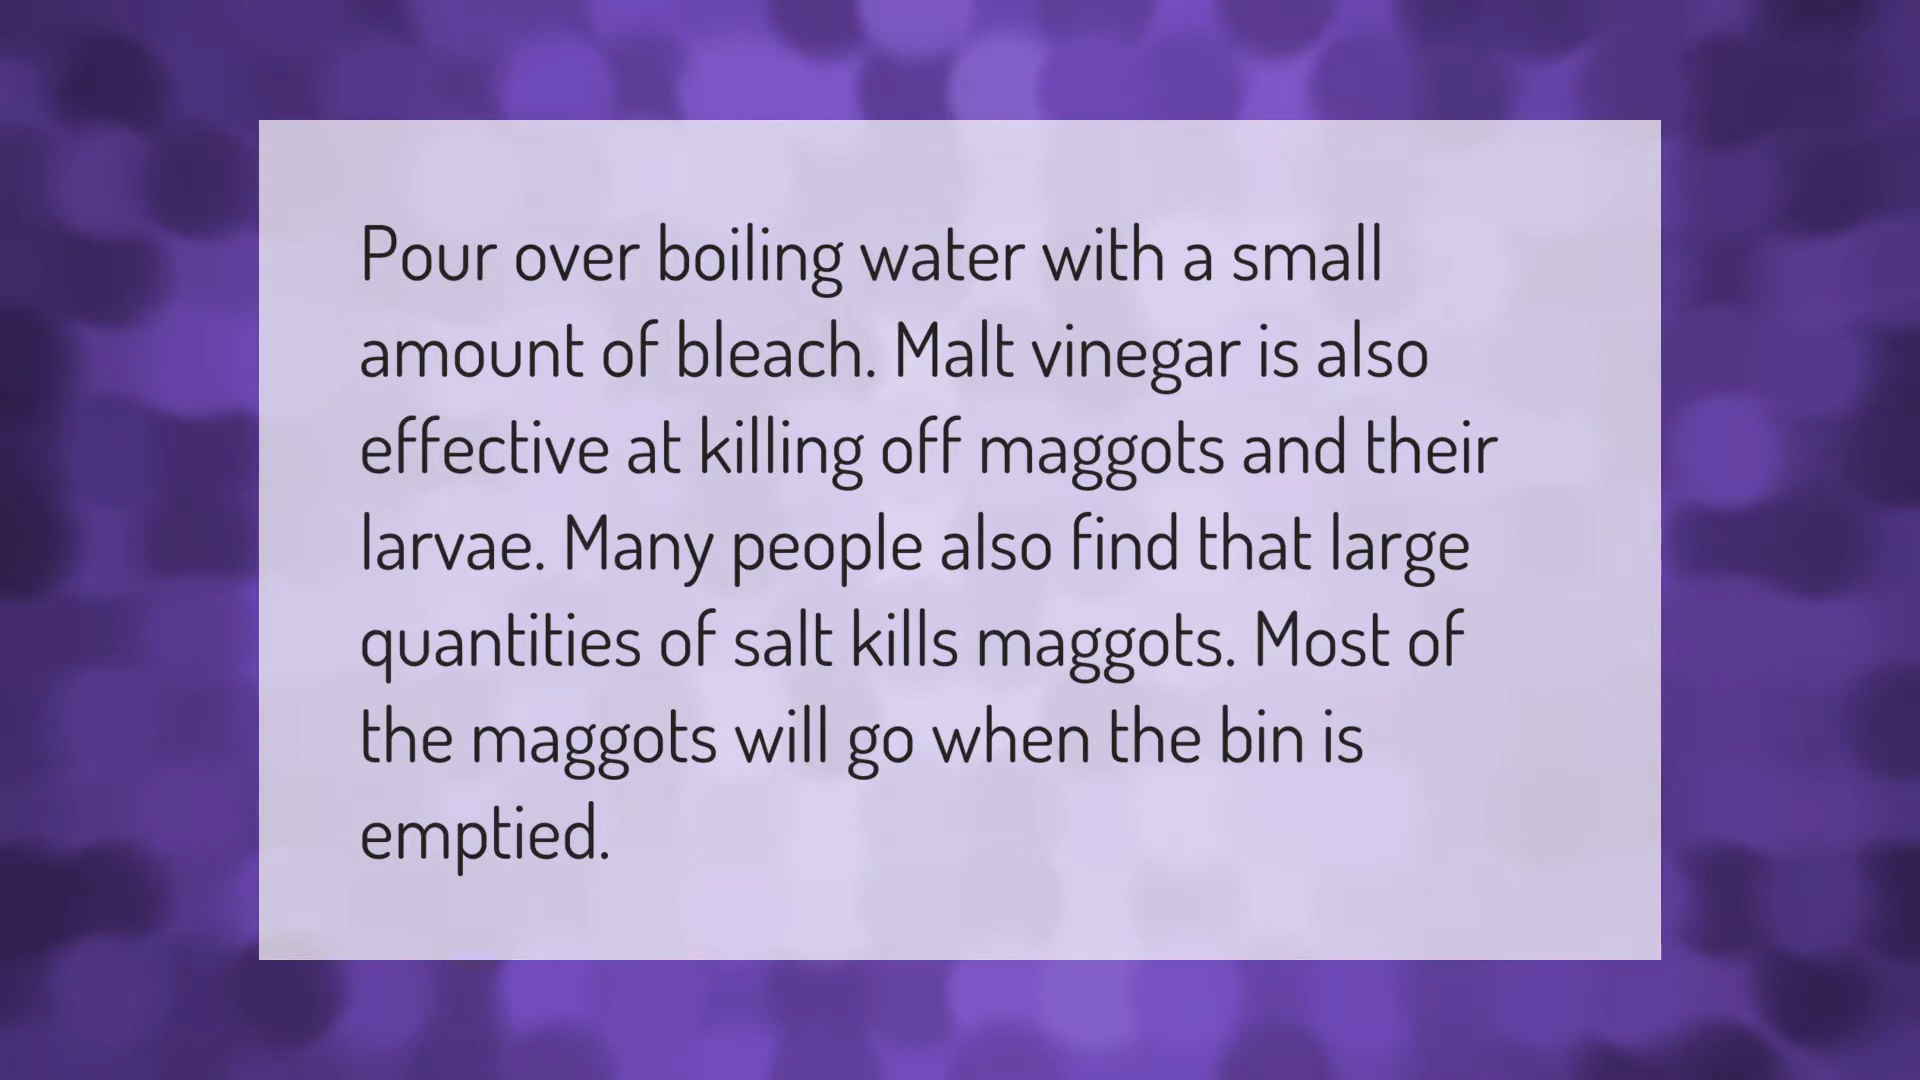 Pour over boiling water with a small
amount of bleach. Malt vinegar is also
effective at killing off maggots and their
larvae. Many people also find that large
quantities of salt kills maggots. Most of
the maggots will go when the bin is
emptied.